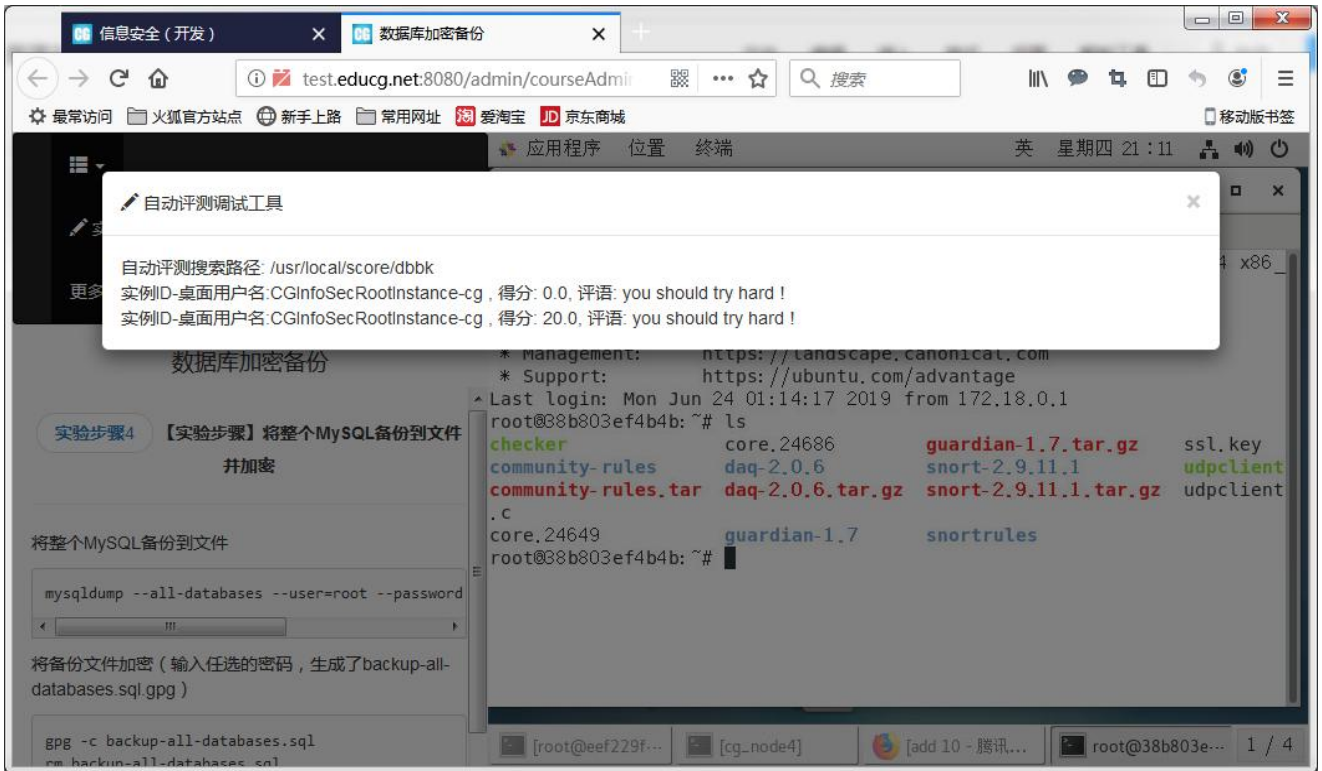 信息安全（开发）
数据库加密备份
test.educg.net:8080/admin/courseAdmi
搜索
最常访问 火狐官方站点 新手上路 常用网址 爱淘宝 JD 京东商城 移动版书签
应用程序 位置 终端 英 星期四 21：11
自动评测调试工具
自动评测搜索路径: /usr/local/score/dbbk
实例ID-桌面用户名:CGInfoSecRootInstance-cg , 得分: 0.0, 评语: you should try hard !
实例ID-桌面用户名:CGInfoSecRootInstance-cg , 得分: 20.0, 评语: you should try hard !
更多
4 x86_
数据库加密备份
实验步骤4 【实验步骤】将整个MySQL备份到文件
并加密
将整个MySQL备份到文件
mysqldump --all-databases --user=root --password
将备份文件加密（输入任选的密码，生成了backup-all-
databases.sql.gpg）
gpg -c backup-all-databases.sql
rm backup-all-databases.sql
* Management: https://landscape.canonical.com
* Support: https://ubuntu.com/advantage
Last login: Mon Jun 24 01:14:17 2019 from 172.18.0.1
root@38b803ef4b4b:~# ls
checker core.24686 guardian-1.7.tar.gz ssl.key
community-rules daq-2.0.6 snort-2.9.11.1 udpclient
community-rules.tar daq-2.0.6.tar.gz snort-2.9.11.1.tar.gz udpclient
.c
core.24649 guardian-1.7 snortrules
root@38b803ef4b4b:~#
[root@eef229f··· [cg_node4] [add 10 - 腾讯... root@38b803e··· 1 / 4